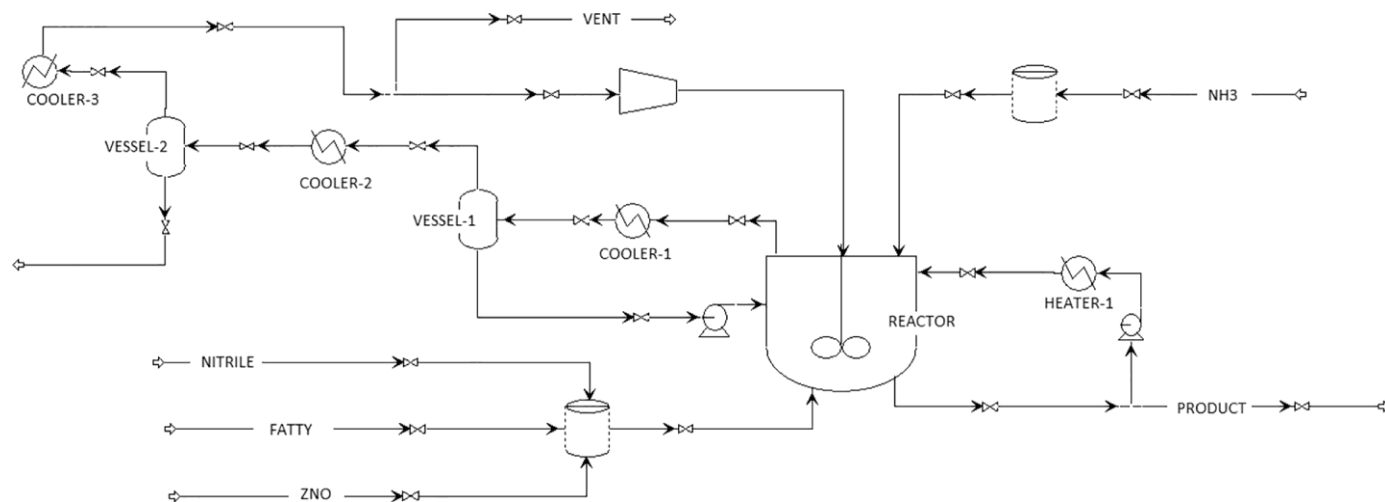 VENT
COOLER-3
NH3
VESSEL-2
COOLER-2
VESSEL-1
COOLER-1
HEATER-1
REACTOR
NITRILE
PRODUCT
FATTY
ZNO